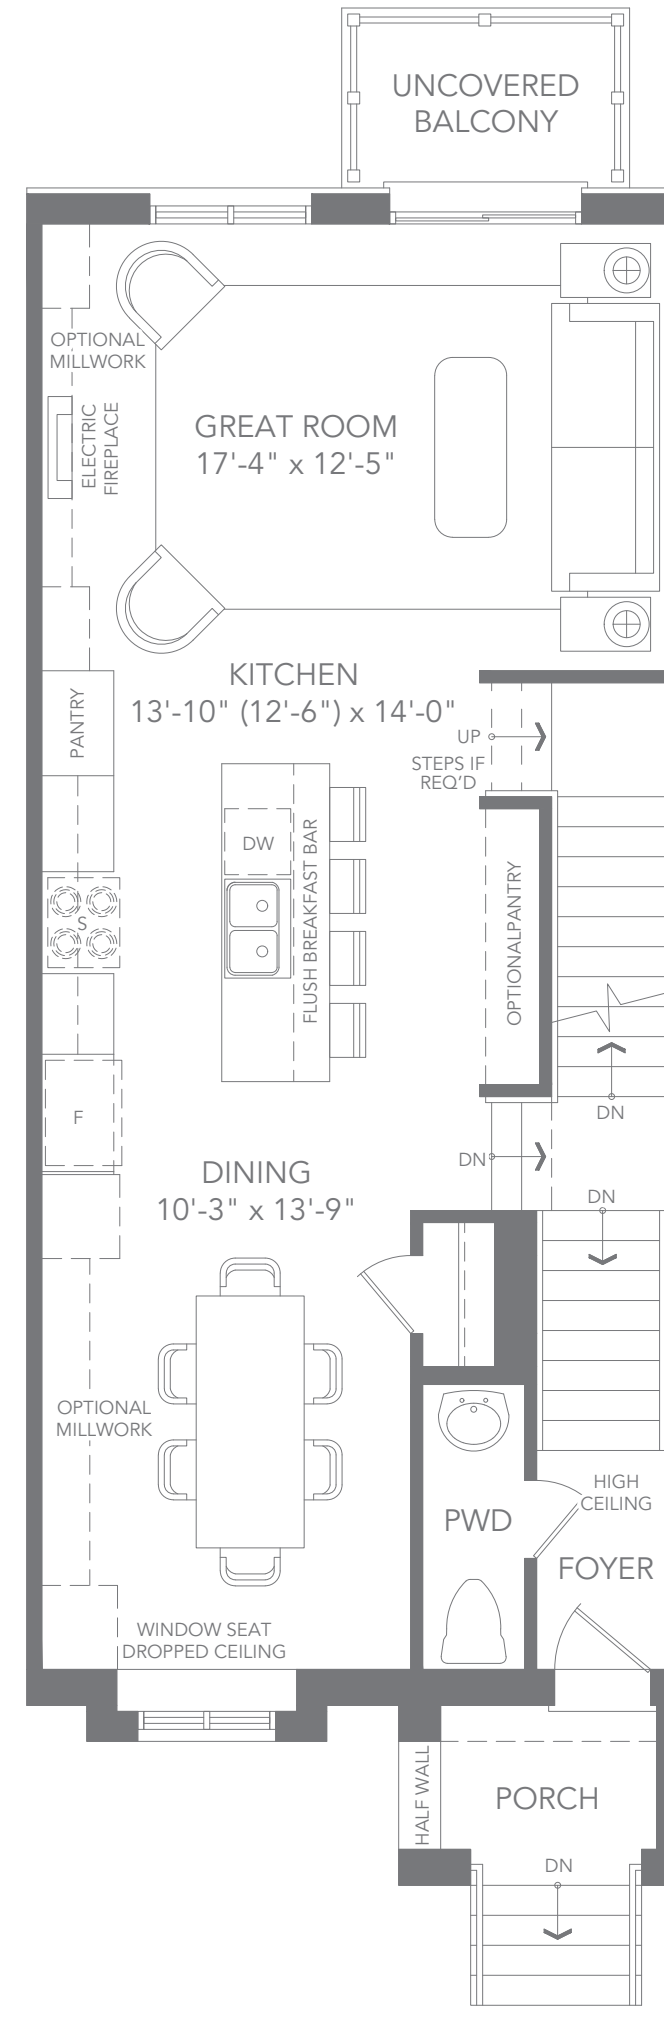 UNCOVERED
BALCONY
OPTIONAL
MILLWORK
ELECTRIC
FIREPLACE
GREAT ROOM
17'-4" x 12'-5"
KITCHEN
13'-10" (12'-6") x 14'-0"
PANTRY
UP
STEPS IF
REQ'D
DW
FLUSH BREAKFAST BAR
S
OPTIONALPANTRY
F
DN
DN
DINING
10'-3" x 13'-9"
DN
OPTIONAL
MILLWORK
HIGH
CEILING
PWD
FOYER
WINDOW SEAT
DROPPED CEILING
HALF WALL
PORCH
DN